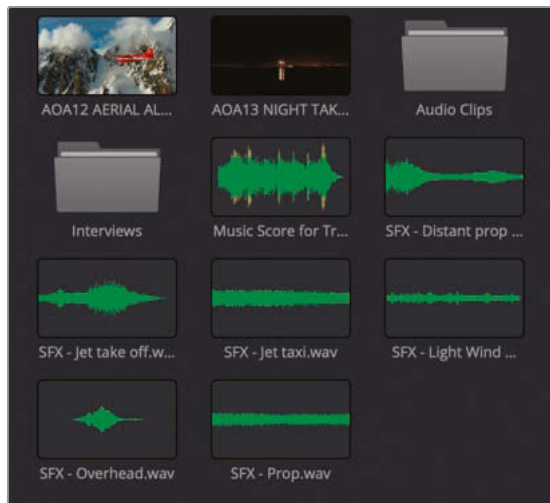 AOA12 AERIAL AL...
AOA13 NIGHT TAK...
Audio Clips
Interviews
Music Score for Tr...
SFX - Distant prop ...
SFX - Jet take off.w...
SFX - Jet taxi.wav
SFX - Light Wind ...
SFX - Overhead.wav
SFX - Prop.wav